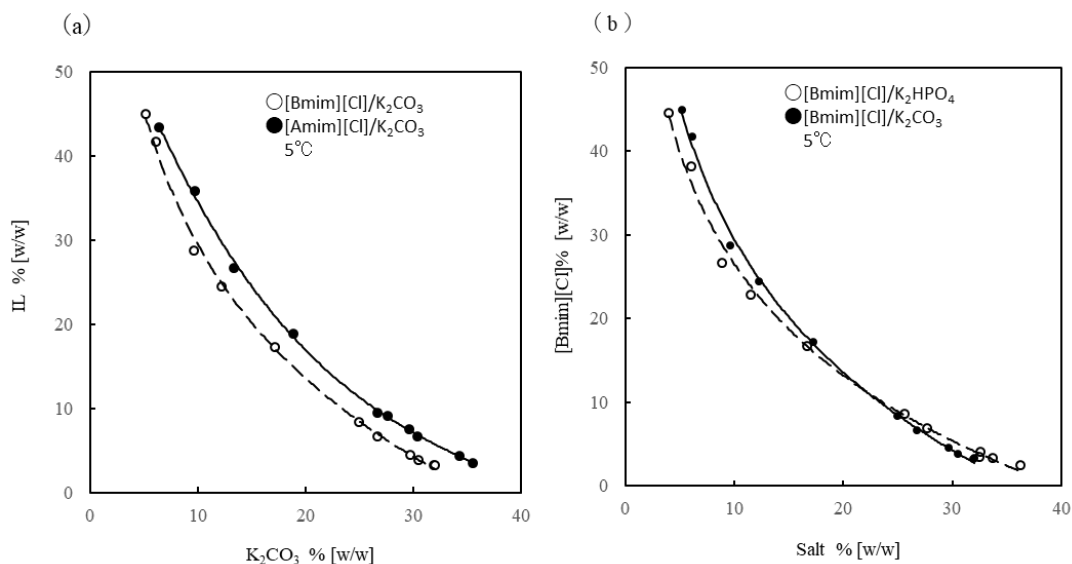 (a)
50
40
30
20
10
0
IL % [w/w]
○[Bmim][Cl]/K₂CO₃
●[Amim][Cl]/K₂CO₃
5℃
0 10 20 30 40
K₂CO₃ % [w/w]
(b)
50
40
30
20
10
0
[Bmim][Cl]% [w/w]
○[Bmim][Cl]/K₂HPO₄
●[Bmim][Cl]/K₂CO₃
5℃
0 10 20 30 40
Salt % [w/w]